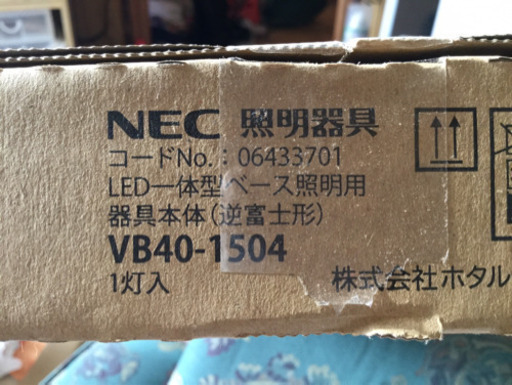 NEC 照明器具
コードNo.：06433701
LED一体型ベース照明用
器具本体（逆富士形）
VB40-1504
1灯入
株式会社ホタル